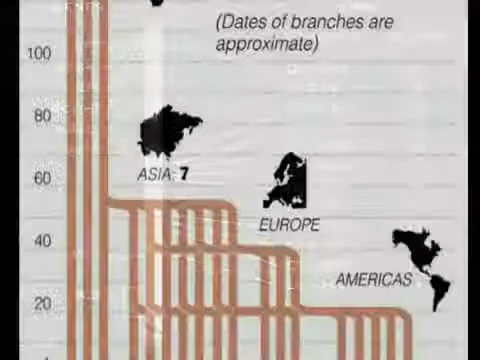 (Dates of branches are
approximate)
100
80
ASIA: 7
60
EUROPE
40
AMERICAS
20